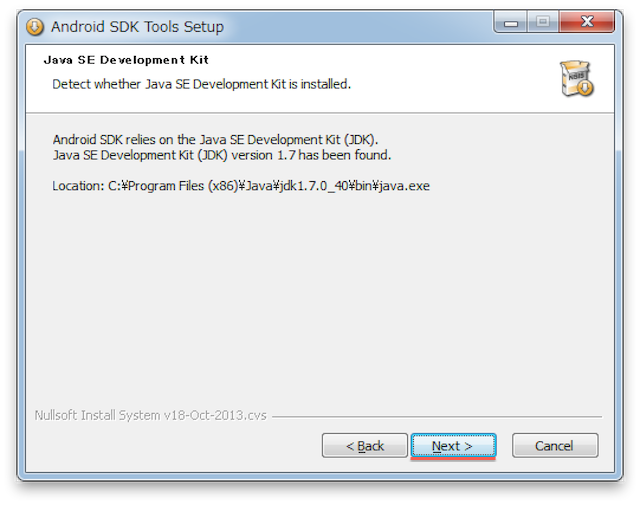 Android SDK Tools Setup
Java SE Development Kit
Detect whether Java SE Development Kit is installed.
NSIS
Android SDK relies on the Java SE Development Kit (JDK).
Java SE Development Kit (JDK) version 1.7 has been found.
Location: C:¥Program Files (x86)¥Java¥jdk1.7.0_40¥bin¥java.exe
Nullsoft Install System v18-Oct-2013.cvs
< Back
Next >
Cancel